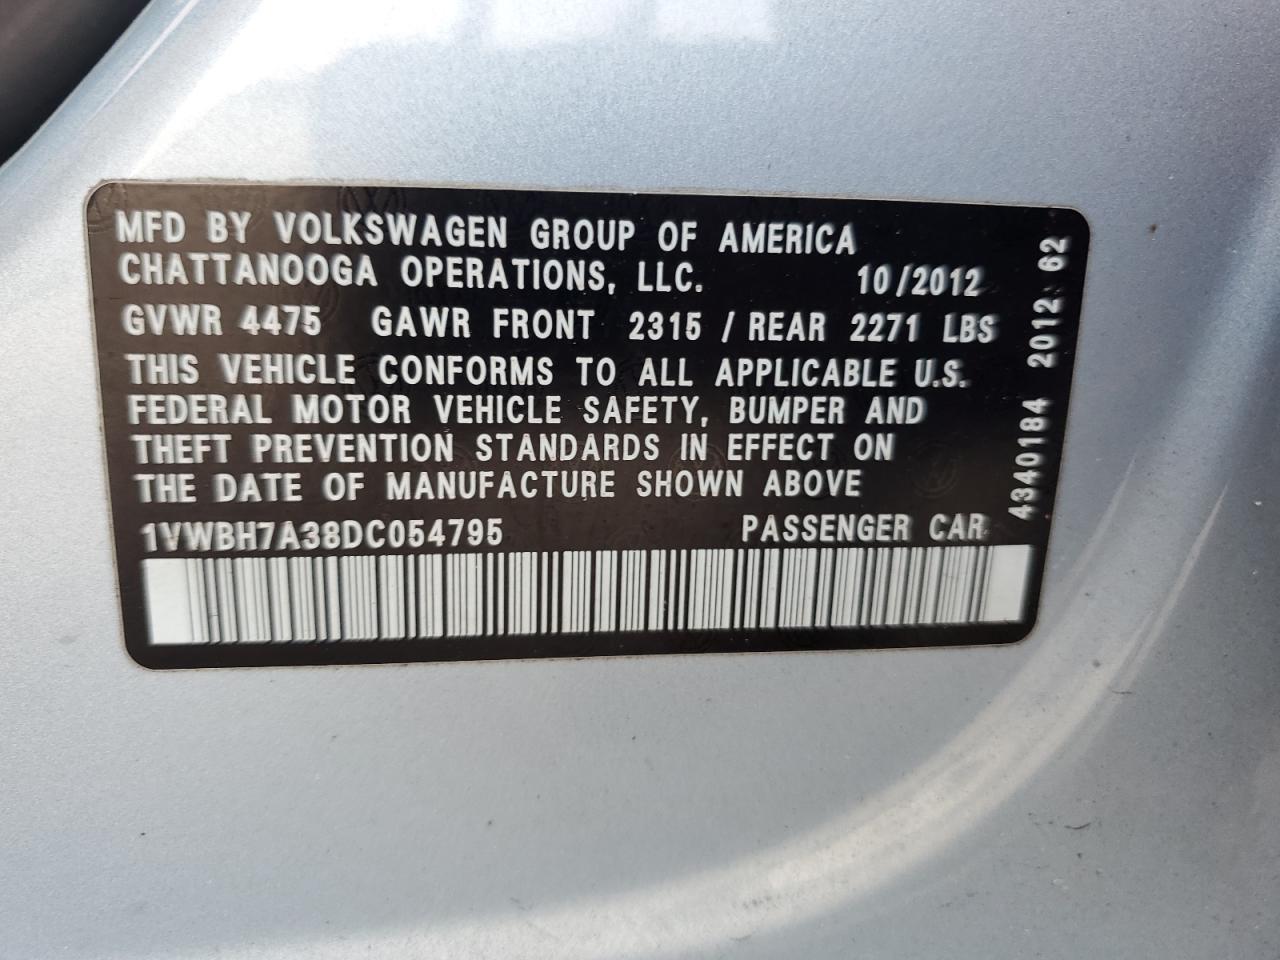 MFD BY VOLKSWAGEN GROUP OF AMERICA
CHATTANOOGA OPERATIONS, LLC. 10/2012
GVWR 4475 GAWR FRONT 2315 / REAR 2271 LBS
THIS VEHICLE CONFORMS TO ALL APPLICABLE U.S.
FEDERAL MOTOR VEHICLE SAFETY, BUMPER AND
THEFT PREVENTION STANDARDS IN EFFECT ON
THE DATE OF MANUFACTURE SHOWN ABOVE
1VWBH7A38DC054795 PASSENGER CAR
4340184 2012 62